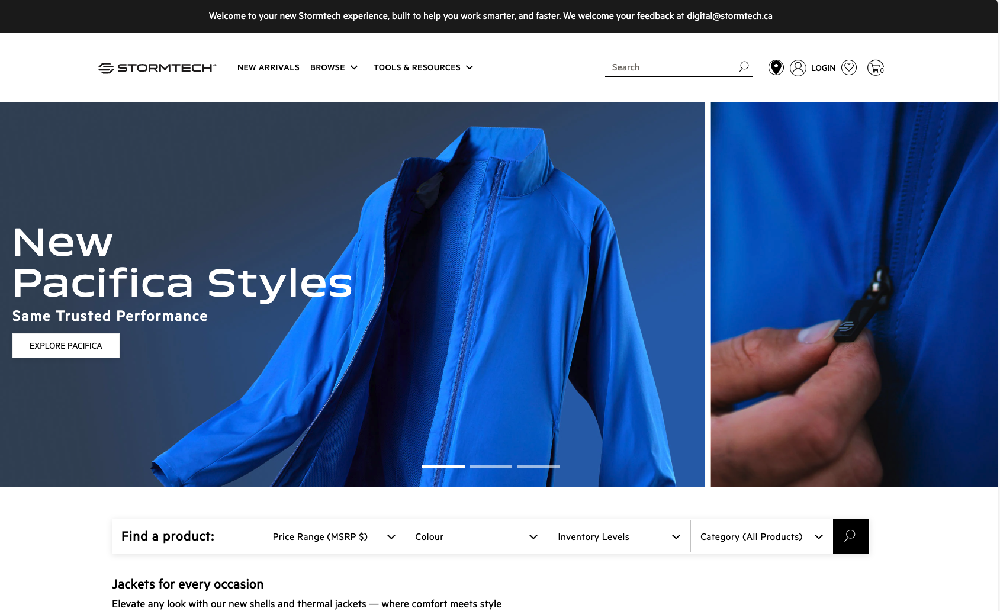 Welcome to your new Stormtech experience, built to help you work smarter, and faster. We welcome your feedback at digital@stormtech.ca
STORMTECH®
NEW ARRIVALS
BROWSE
TOOLS & RESOURCES
Search
LOGIN
0
New
Pacifica Styles
Same Trusted Performance
EXPLORE PACIFICA
Find a product:
Price Range (MSRP $)
Colour
Inventory Levels
Category (All Products)
Jackets for every occasion
Elevate any look with our new shells and thermal jackets — where comfort meets style